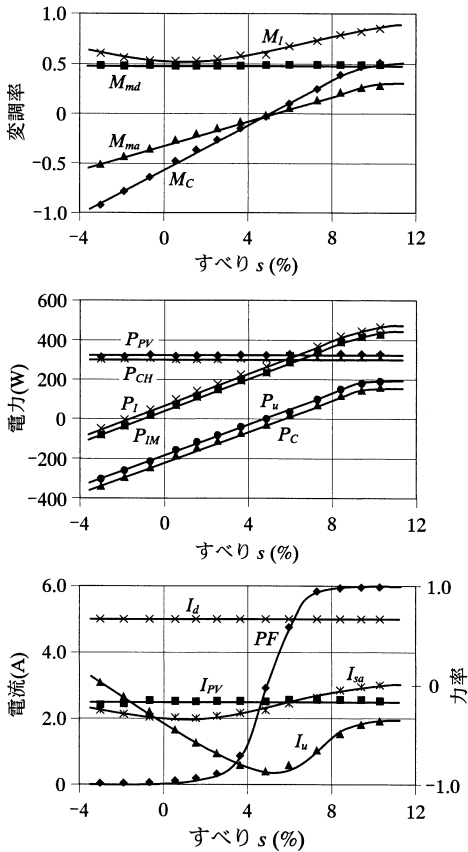 1.0
0.5
0
−0.5
−1.0
変調率
M_I
M_md
M_ma
M_C
−4 0 4 8 12
すべり s (%)
600
400
200
0
−200
−400
電力(W)
P_PV
P_CH
P_I
P_IM
P_u
P_C
−4 0 4 8 12
すべり s (%)
6.0
4.0
2.0
0
電流(A)
1.0
0
−1.0
力率
I_d
PF
I_PV
I_sa
I_u
−4 0 4 8 12
すべり s (%)